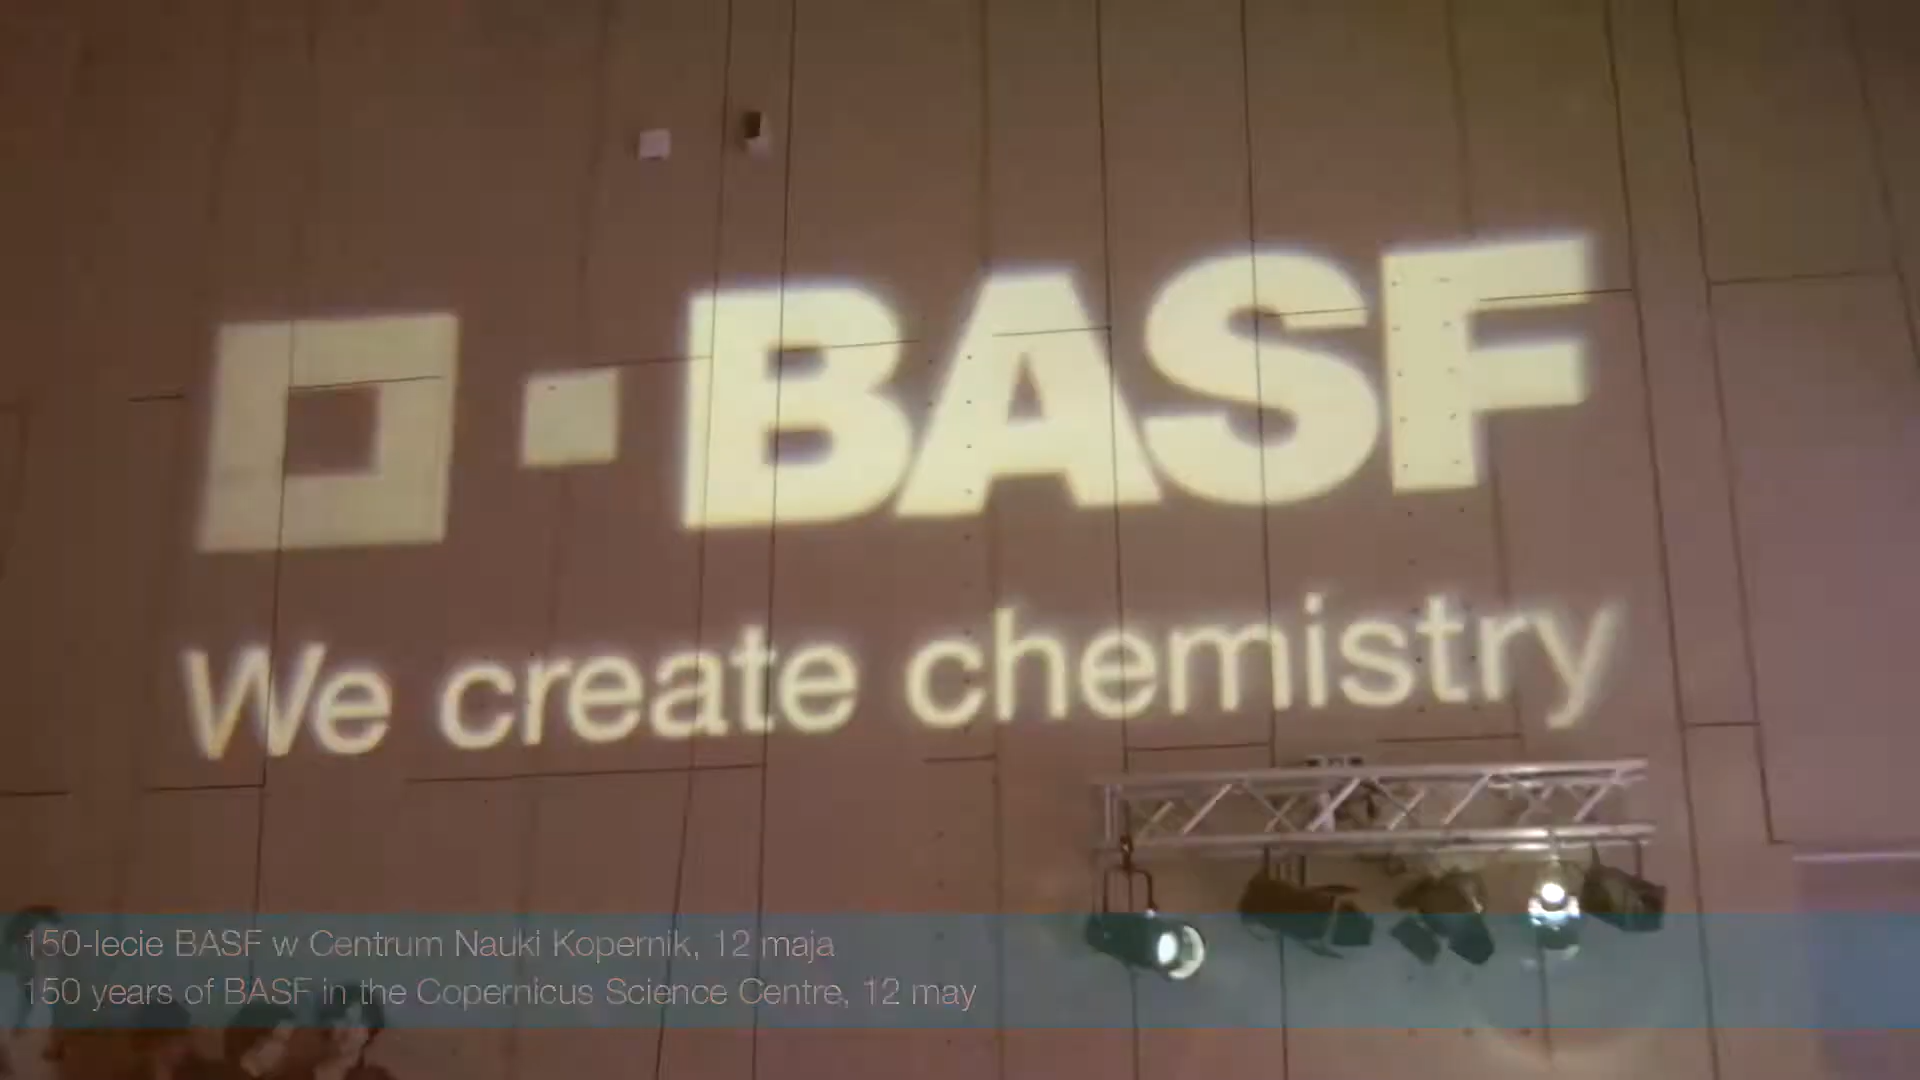 BASF
We create chemistry
150-lecie BASF w Centrum Nauki Kopernik, 12 maja
150 years of BASF in the Copernicus Science Centre, 12 may